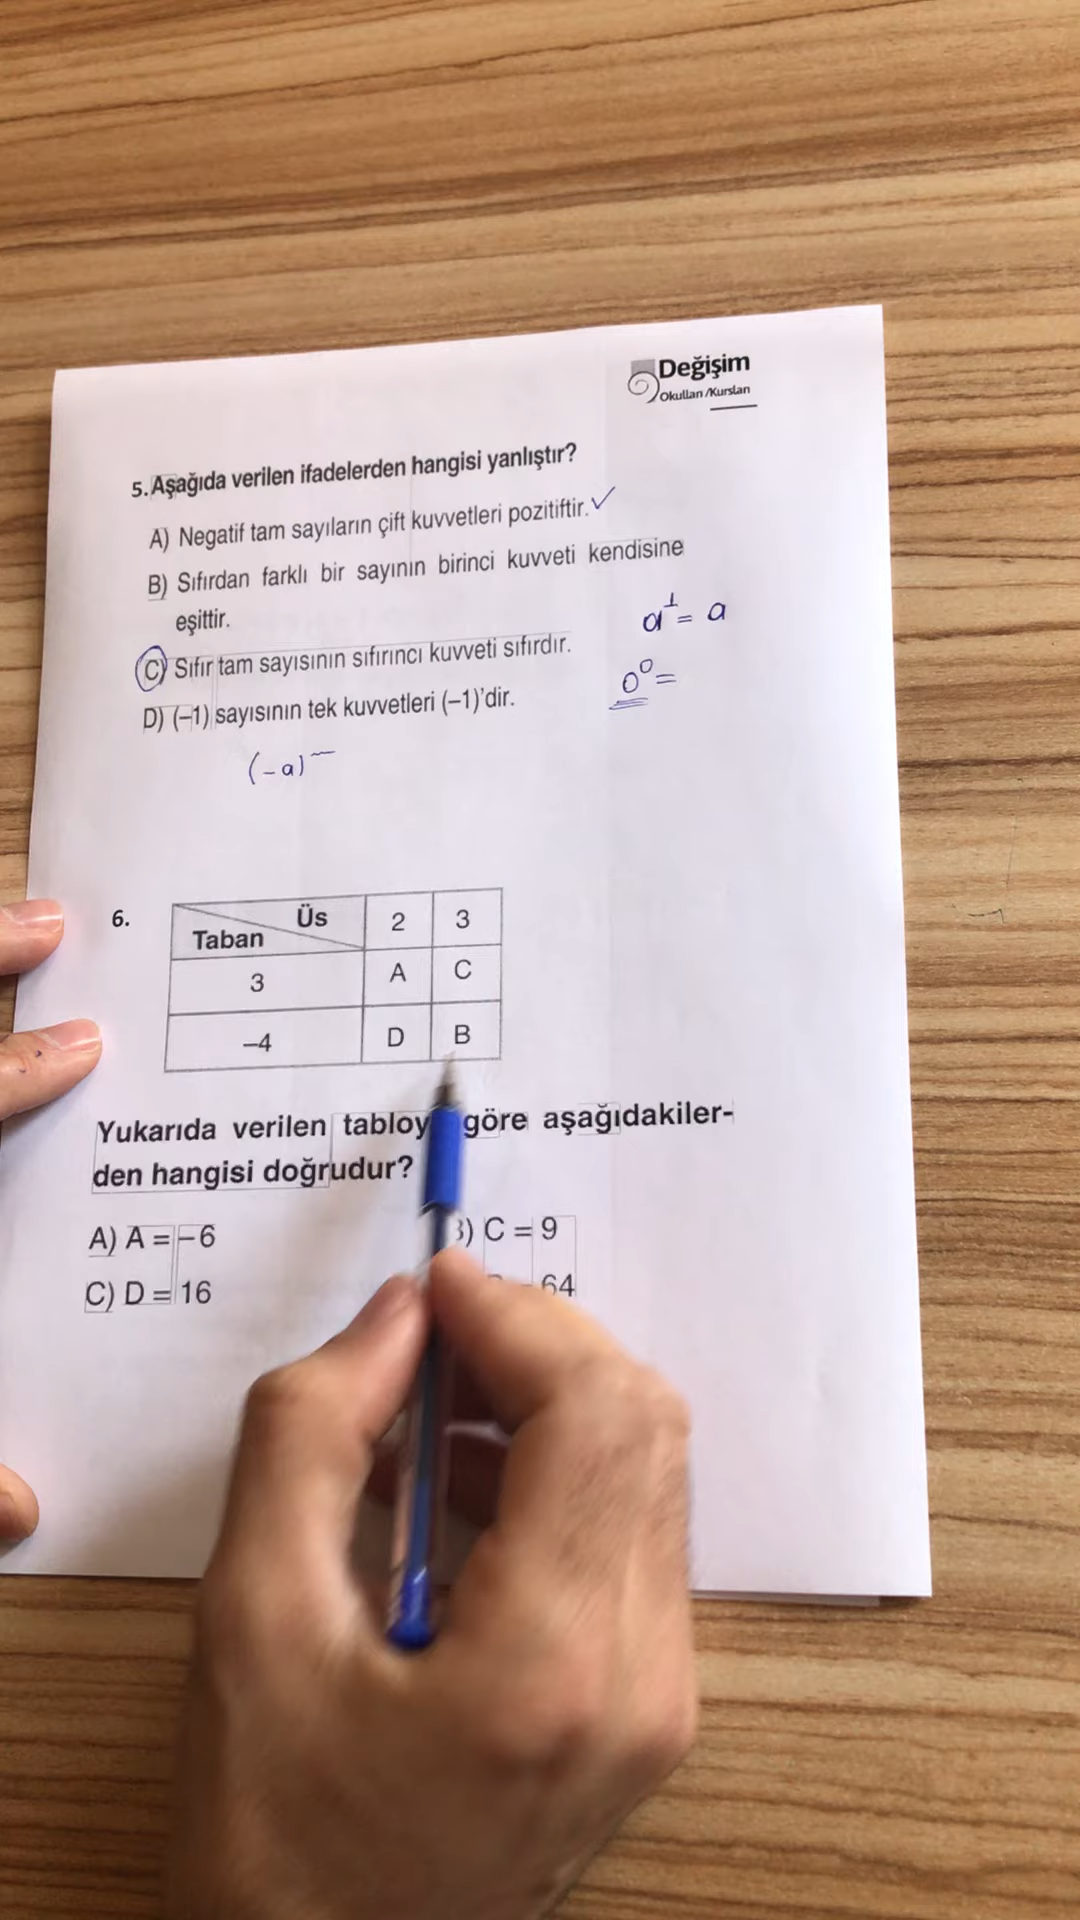 Değişim
Okulları/Kursları
5. Aşağıda verilen ifadelerden hangisi yanlıştır?
A) Negatif tam sayıların çift kuvvetleri pozitiftir. ✓
B) Sıfırdan farklı bir sayının birinci kuvveti kendisine
eşittir.
a¹ = a
C) Sıfır tam sayısının sıfırıncı kuvveti sıfırdır.
0⁰ =
D) (–1) sayısının tek kuvvetleri (–1)'dir.
(-a)
6.
Üs 2 3
Taban
3 A C
–4 D B
Yukarıda verilen tabloy göre aşağıdakiler-
den hangisi doğrudur?
A) A = –6
) C = 9
C) D = 16
64